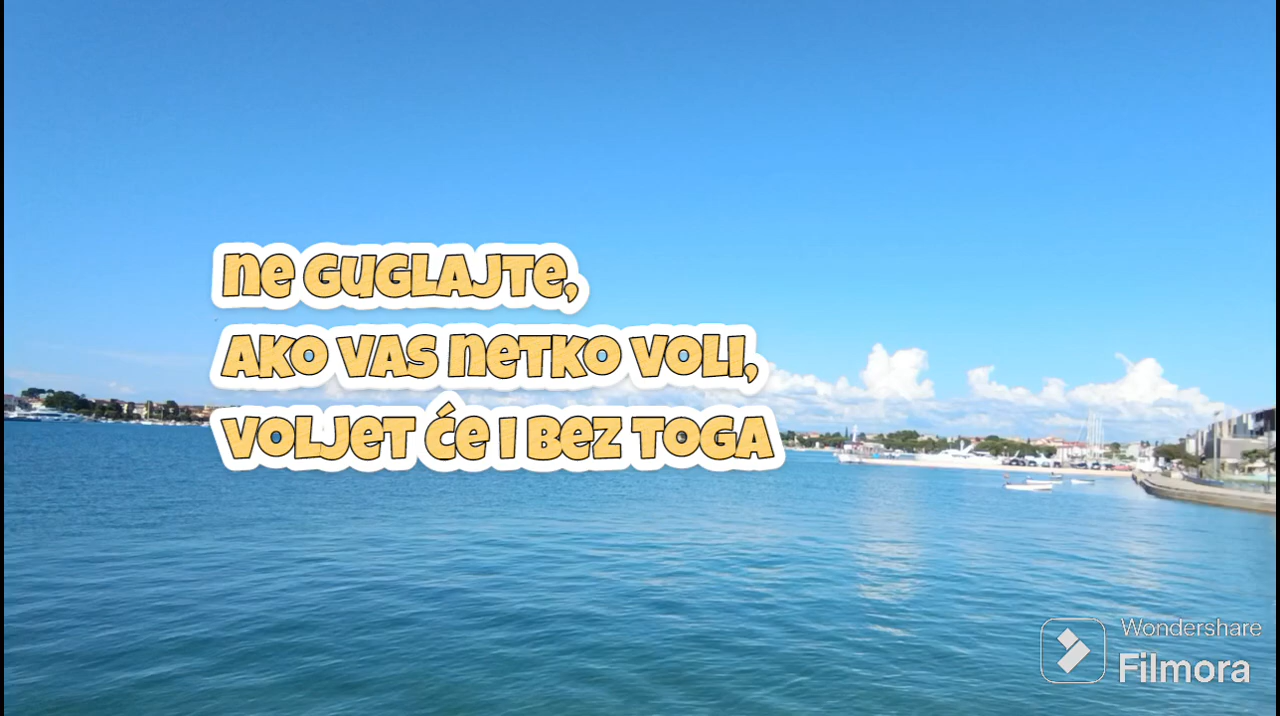 ne guglajte,
ako vas netko voli,
voljet će i bez toga
Wondershare
Filmora